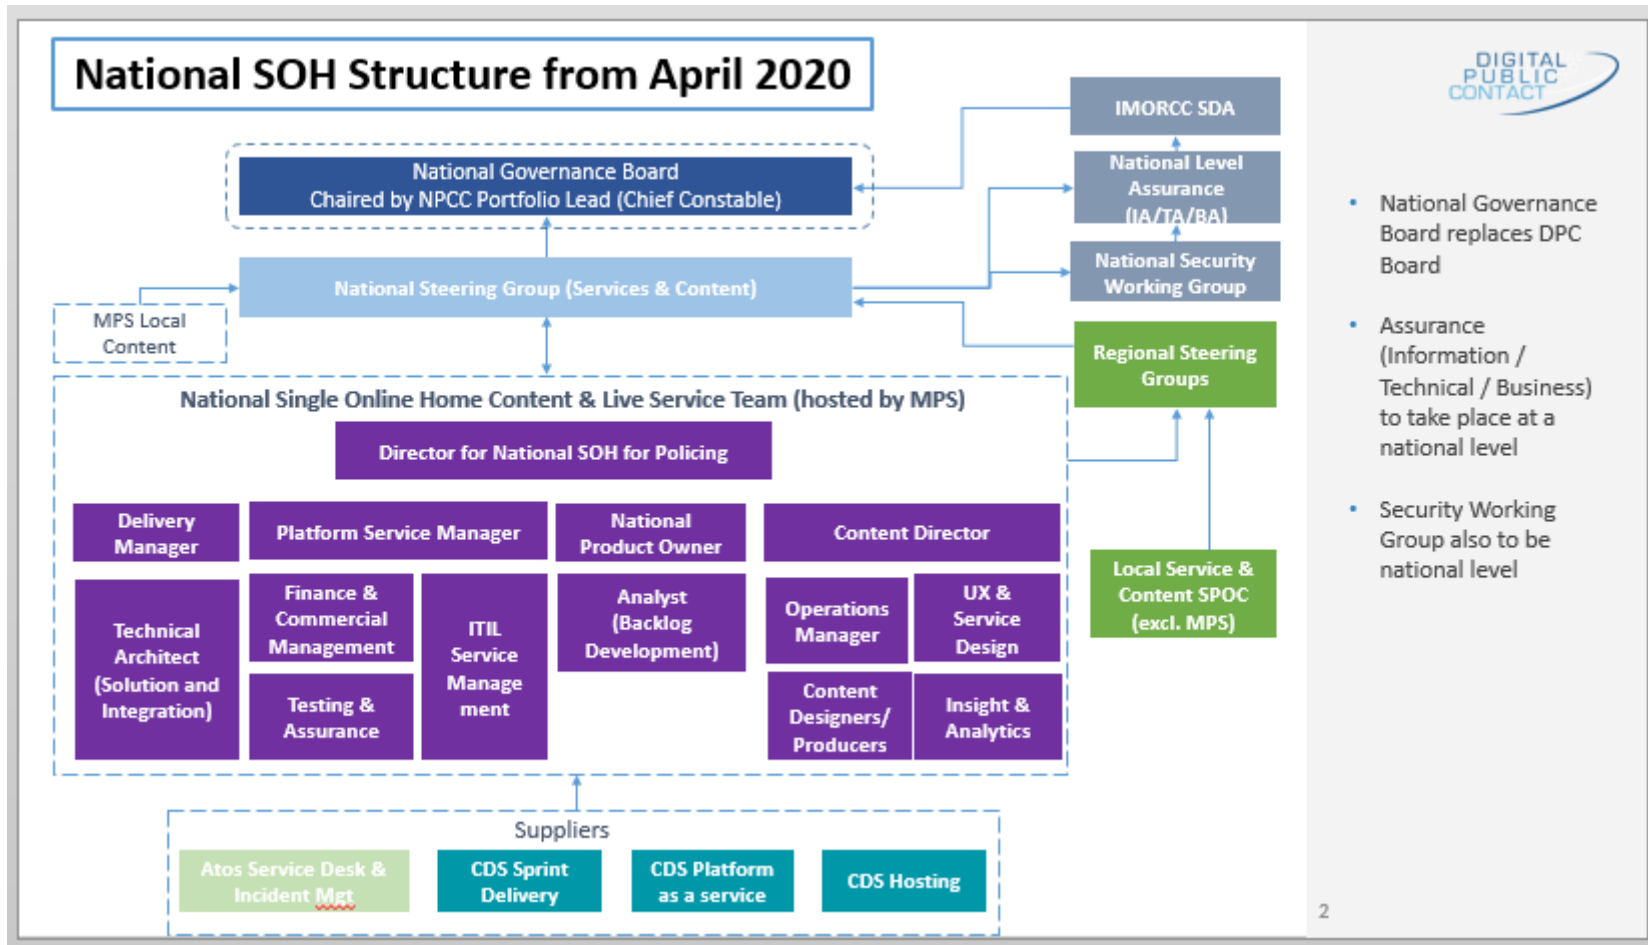 National SOH Structure from April 2020
DIGITAL
PUBLIC
CONTACT
IMORCC SDA
National Governance Board
Chaired by NPCC Portfolio Lead (Chief Constable)
National Level
Assurance
(IA/TA/BA)
National Steering Group (Services & Content)
National Security
Working Group
MPS Local
Content
Regional Steering
Groups
National Single Online Home Content & Live Service Team (hosted by MPS)
Director for National SOH for Policing
Delivery
Manager
Platform Service Manager
National
Product Owner
Content Director
Technical
Architect
(Solution and
Integration)
Finance &
Commercial
Management
Testing &
Assurance
ITIL
Service
Manage
ment
Analyst
(Backlog
Development)
Operations
Manager
UX &
Service
Design
Content
Designers/
Producers
Insight &
Analytics
Local Service &
Content SPOC
(excl. MPS)
Suppliers
Atos Service Desk &
Incident Mgt
CDS Sprint
Delivery
CDS Platform
as a service
CDS Hosting
• National Governance
Board replaces DPC
Board
• Assurance
(Information /
Technical / Business)
to take place at a
national level
• Security Working
Group also to be
national level
2